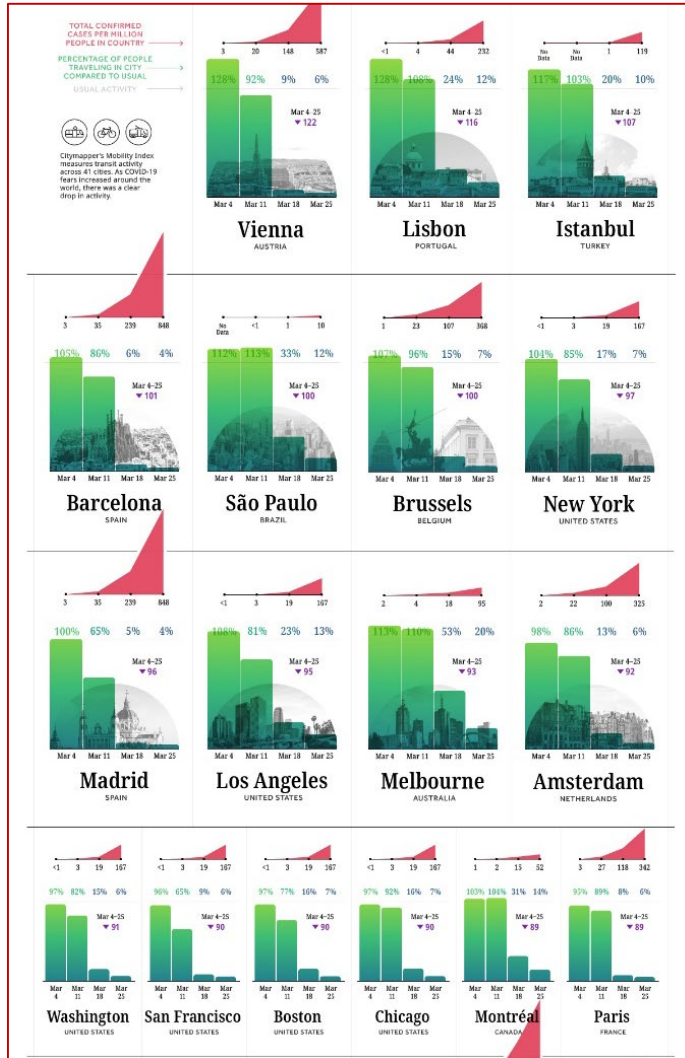 TOTAL CONFIRMED
CASES PER MILLION
PEOPLE IN COUNTRY
PERCENTAGE OF PEOPLE
TRAVELING IN CITY
COMPARED TO USUAL
USUAL ACTIVITY
Citymapper's Mobility Index
measures transit activity
across 41 cities. As COVID-19
fears increased around the
world, there was a clear
drop in activity.
3 20 148 587
128% 92% 9% 6%
Mar 4–25
▼ 122
Mar 4 Mar 11 Mar 18 Mar 25
Vienna
AUSTRIA
<1 4 44 232
128% 108% 24% 12%
Mar 4–25
▼ 116
Mar 4 Mar 11 Mar 18 Mar 25
Lisbon
PORTUGAL
No Data No Data 1 119
117% 103% 20% 10%
Mar 4–25
▼ 107
Mar 4 Mar 11 Mar 18 Mar 25
Istanbul
TURKEY
3 35 239 848
105% 86% 6% 4%
Mar 4–25
▼ 101
Mar 4 Mar 11 Mar 18 Mar 25
Barcelona
SPAIN
No Data <1 1 10
112% 113% 33% 12%
Mar 4–25
▼ 100
Mar 4 Mar 11 Mar 18 Mar 25
São Paulo
BRAZIL
1 23 107 368
107% 96% 15% 7%
Mar 4–25
▼ 100
Mar 4 Mar 11 Mar 18 Mar 25
Brussels
BELGIUM
<1 3 19 167
104% 85% 17% 7%
Mar 4–25
▼ 97
Mar 4 Mar 11 Mar 18 Mar 25
New York
UNITED STATES
3 35 239 848
100% 65% 5% 4%
Mar 4–25
▼ 96
Mar 4 Mar 11 Mar 18 Mar 25
Madrid
SPAIN
<1 3 19 167
108% 81% 23% 13%
Mar 4–25
▼ 95
Mar 4 Mar 11 Mar 18 Mar 25
Los Angeles
UNITED STATES
2 4 18 95
113% 110% 53% 20%
Mar 4–25
▼ 93
Mar 4 Mar 11 Mar 18 Mar 25
Melbourne
AUSTRALIA
2 22 100 325
98% 86% 13% 6%
Mar 4–25
▼ 92
Mar 4 Mar 11 Mar 18 Mar 25
Amsterdam
NETHERLANDS
<1 3 19 167
97% 82% 15% 6%
Mar 4–25
▼ 91
Mar 4 Mar 11 Mar 18 Mar 25
Washington
UNITED STATES
<1 3 19 167
96% 65% 9% 6%
Mar 4–25
▼ 90
Mar 4 Mar 11 Mar 18 Mar 25
San Francisco
UNITED STATES
<1 3 19 167
97% 77% 16% 7%
Mar 4–25
▼ 90
Mar 4 Mar 11 Mar 18 Mar 25
Boston
UNITED STATES
<1 3 19 167
97% 92% 16% 7%
Mar 4–25
▼ 90
Mar 4 Mar 11 Mar 18 Mar 25
Chicago
UNITED STATES
1 2 15 52
103% 104% 31% 14%
Mar 4–25
▼ 89
Mar 4 Mar 11 Mar 18 Mar 25
Montréal
CANADA
3 27 118 342
95% 89% 8% 6%
Mar 4–25
▼ 89
Mar 4 Mar 11 Mar 18 Mar 25
Paris
FRANCE